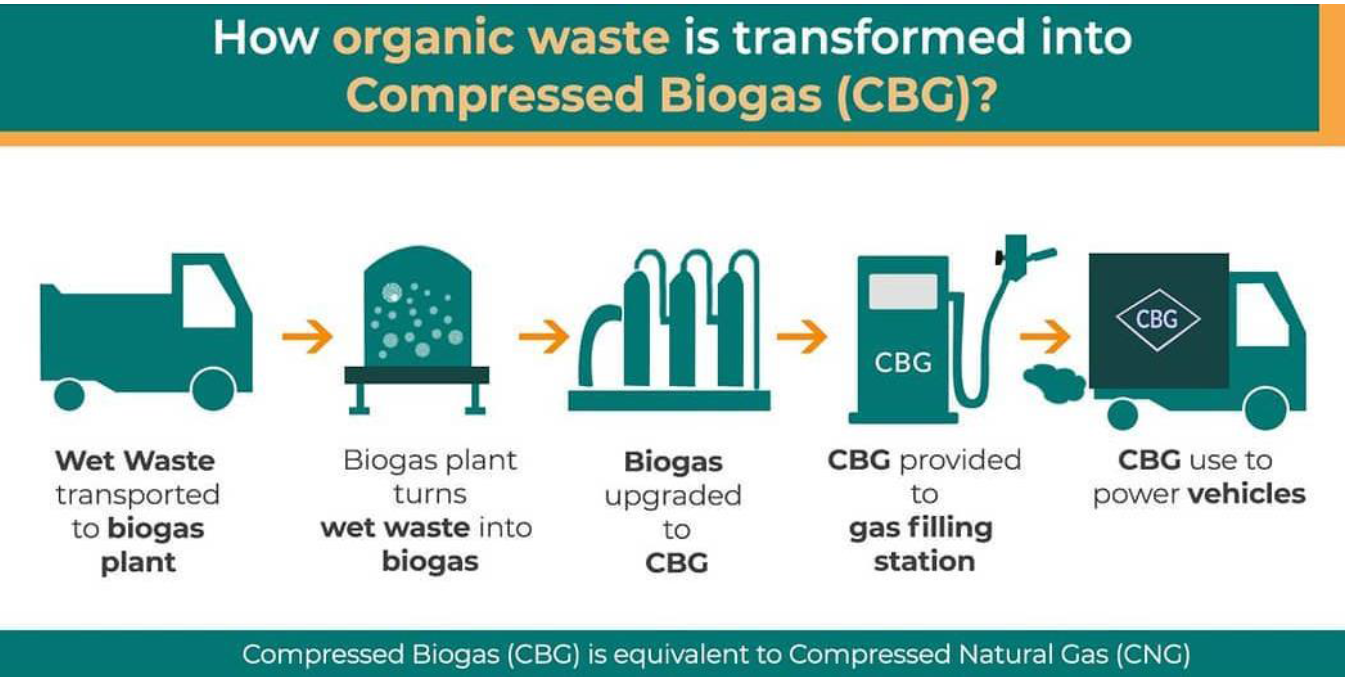 How organic waste is transformed into
Compressed Biogas (CBG)?
CBG
CBG
Wet Waste
transported
to biogas
plant
Biogas plant
turns
wet waste into
biogas
Biogas
upgraded
to
CBG
CBG provided
to
gas filling
station
CBG use to
power vehicles
Compressed Biogas (CBG) is equivalent to Compressed Natural Gas (CNG)